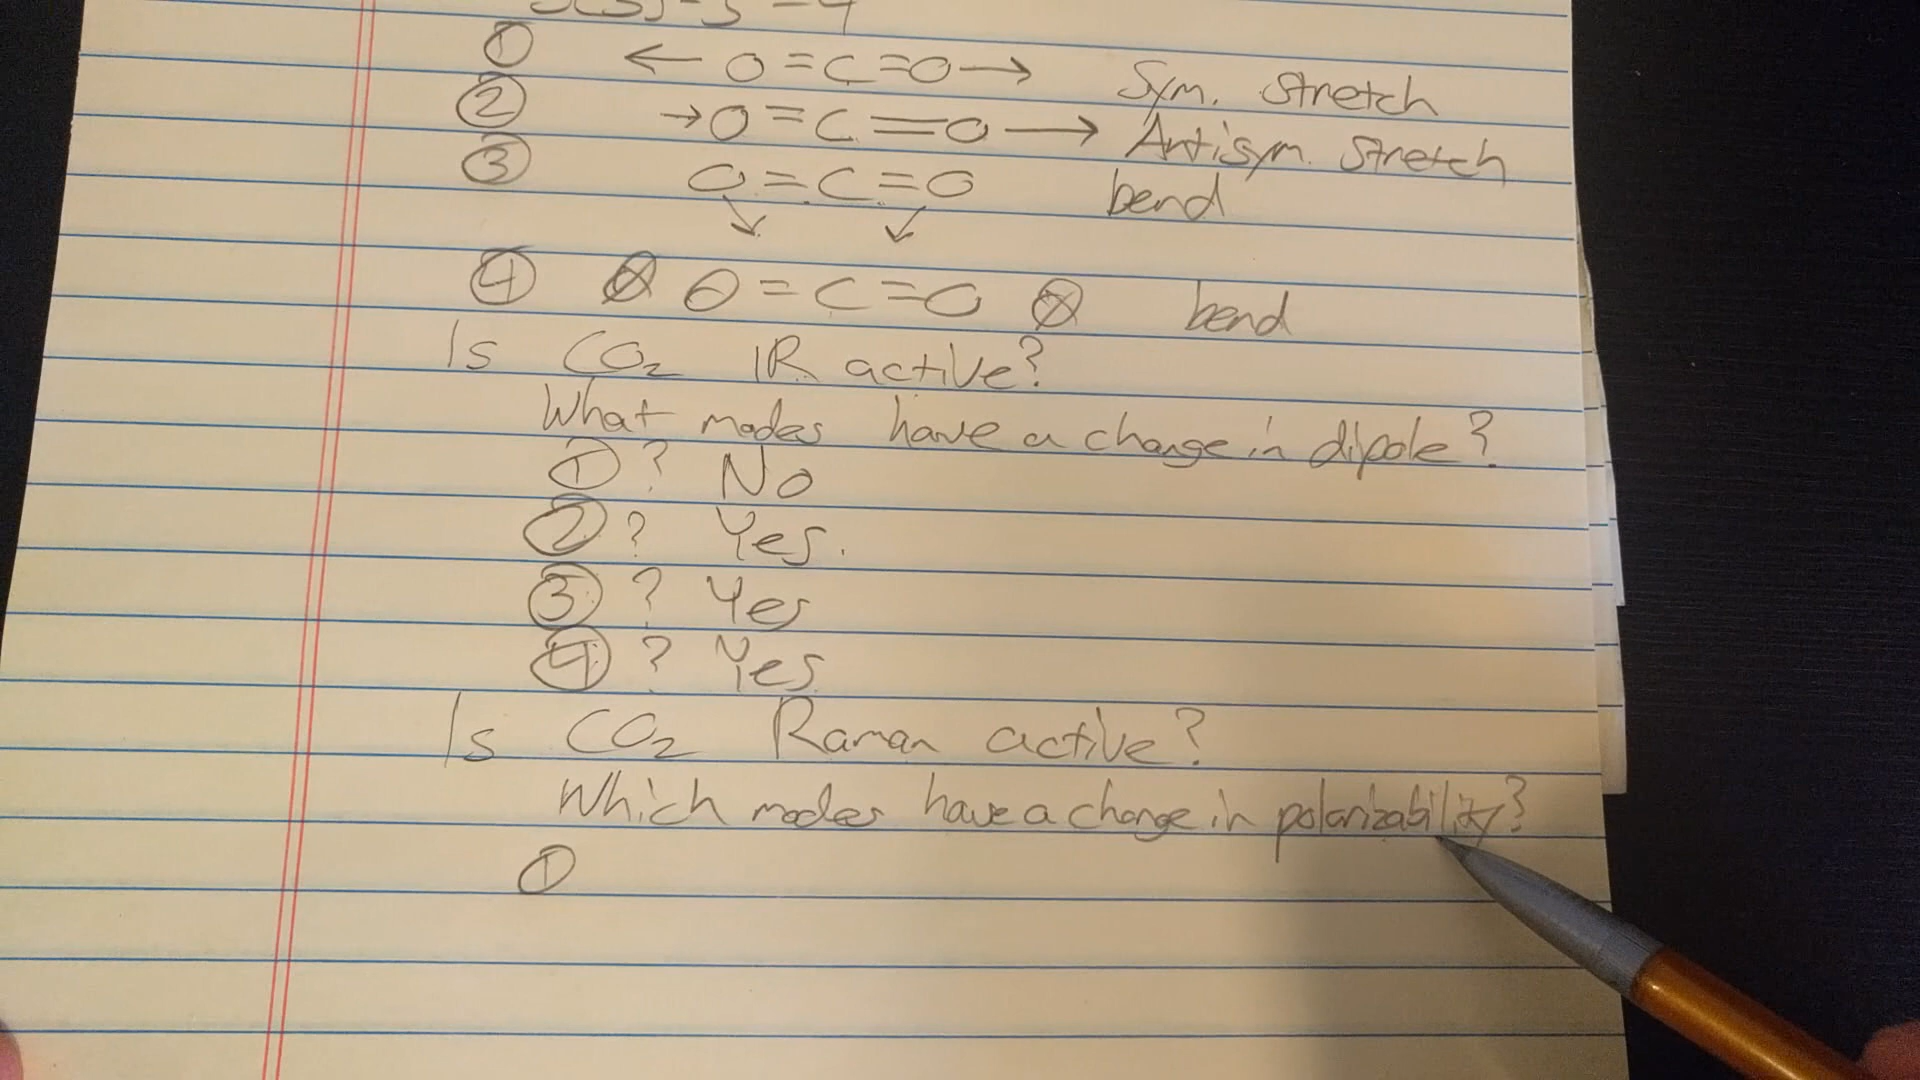 ① ← O=C=O → Sym. Stretch
② →O=C=O → Antisym. Stretch
③ O=C=O bend
④ ⊗ O=C=O ⊗ bend
Is CO₂ IR active?
What modes have a change in dipole?
①? No
②? Yes.
③? Yes
④? Yes
Is CO₂ Raman active?
Which modes have a change in polarizability?
①